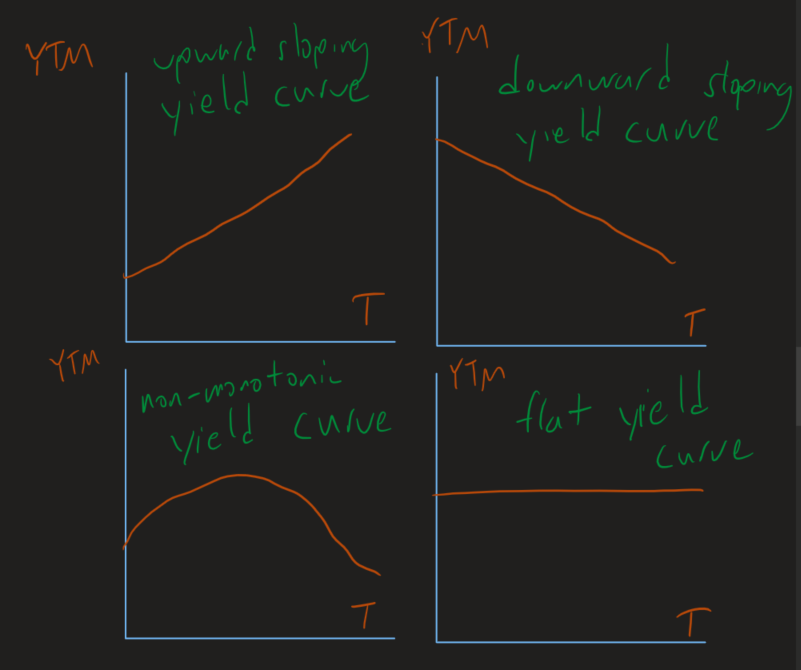 YTM
upward sloping
yield curve
T
YTM
downward sloping
yield curve
T
YTM
non-monotonic
yield curve
T
YTM
flat yield
curve
T